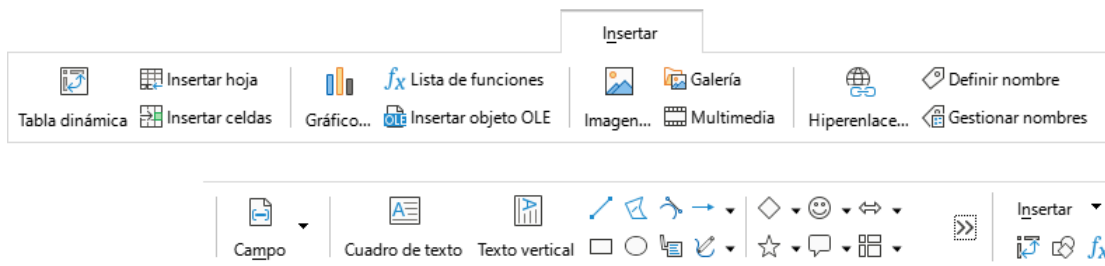 Insertar
Insertar hoja
Lista de funciones
Galería
Definir nombre
Tabla dinámica
Insertar celdas
Gráfico...
OLE
Insertar objeto OLE
Imagen...
Multimedia
Hiperenlace...
Gestionar nombres
Insertar
Campo
Cuadro de texto
Texto vertical